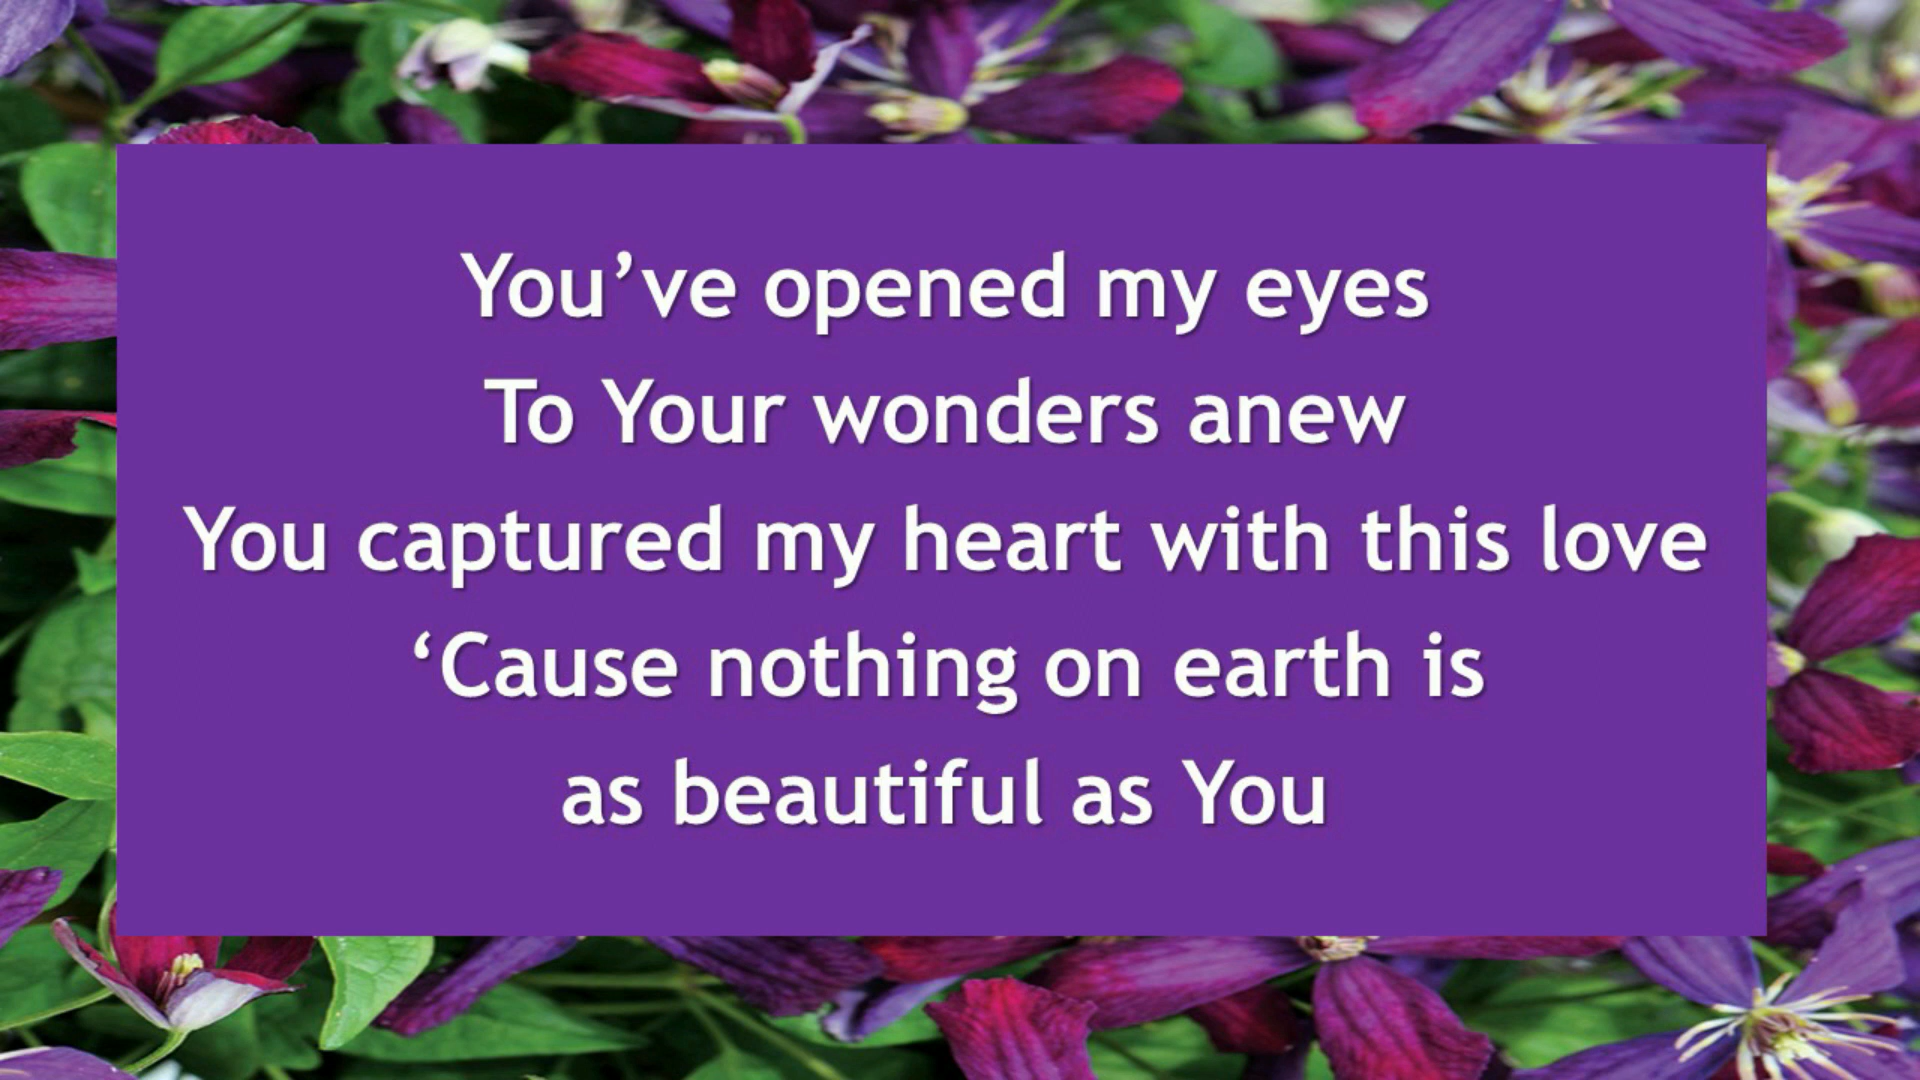 You’ve opened my eyes
To Your wonders anew
You captured my heart with this love
‘Cause nothing on earth is
as beautiful as You